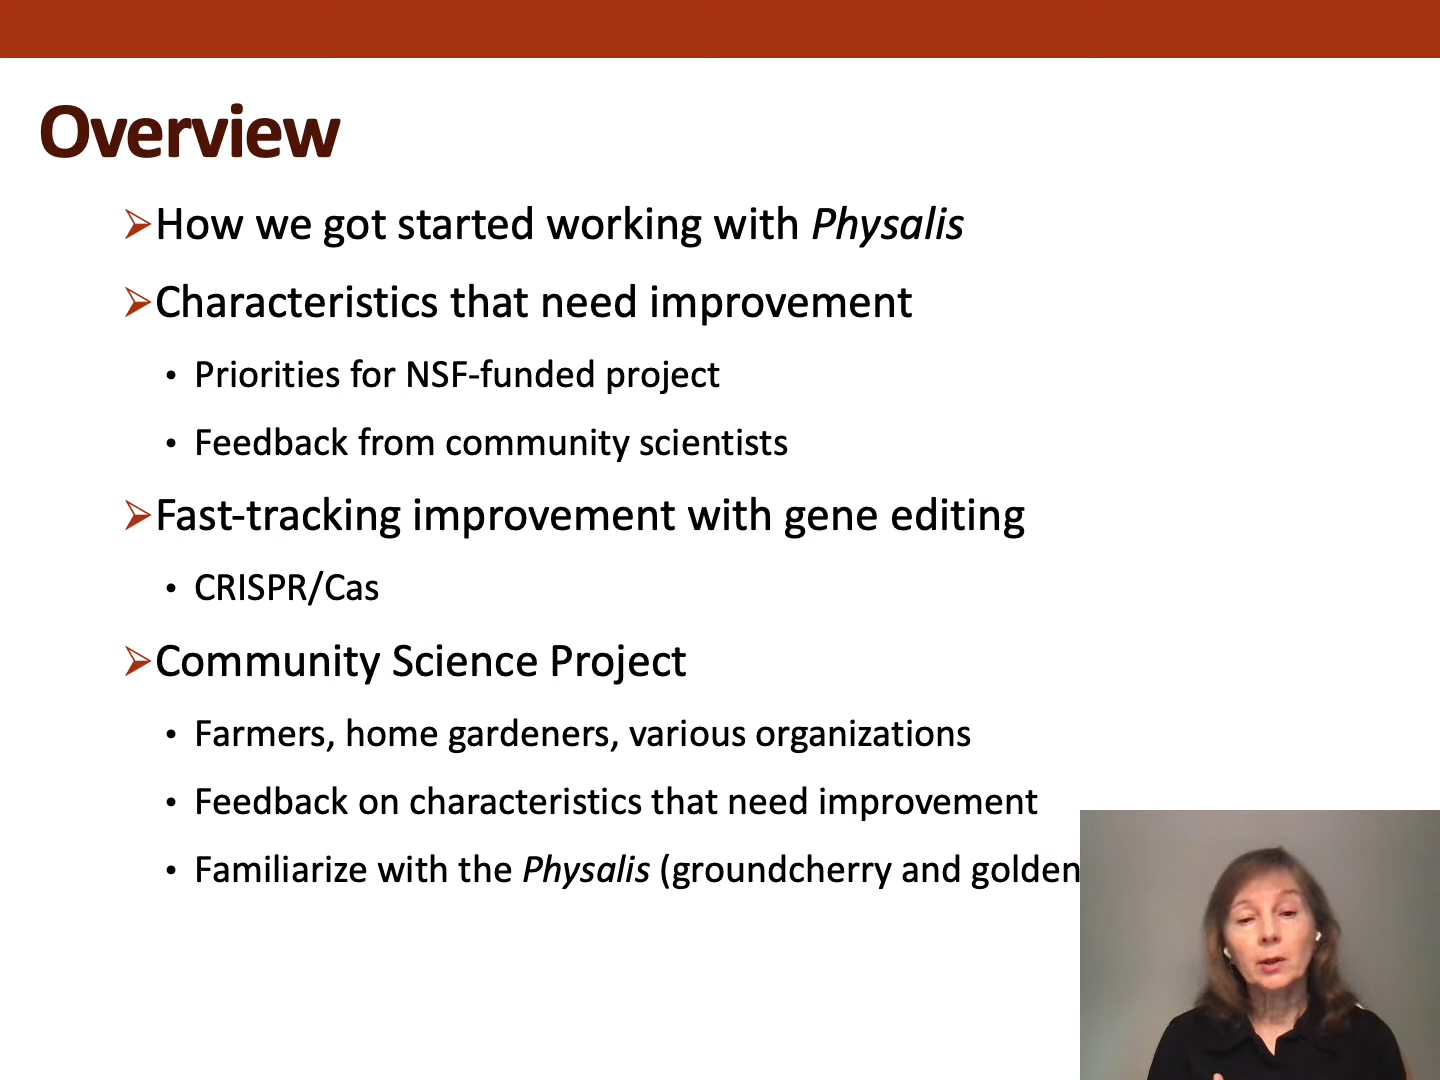 Overview
How we got started working with Physalis
Characteristics that need improvement
Priorities for NSF-funded project
Feedback from community scientists
Fast-tracking improvement with gene editing
CRISPR/Cas
Community Science Project
Farmers, home gardeners, various organizations
Feedback on characteristics that need improvement
Familiarize with the Physalis (groundcherry and golden